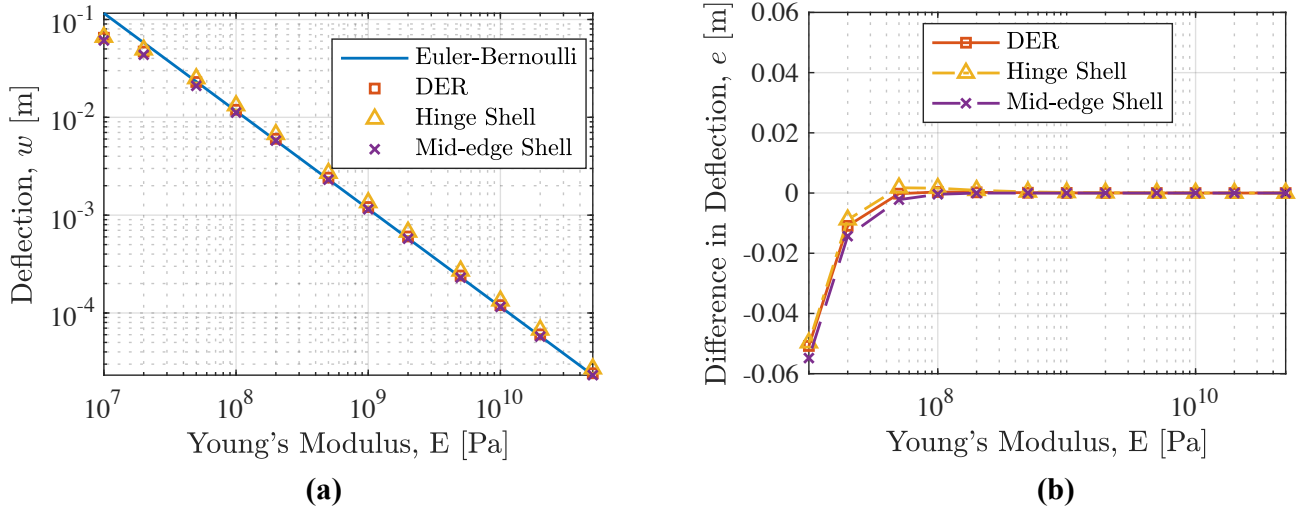 10^{-1}
10^{-2}
10^{-3}
10^{-4}
Deflection, w [m]
Euler-Bernoulli
DER
Hinge Shell
Mid-edge Shell
10^7
10^8
10^9
10^{10}
Young's Modulus, E [Pa]
(a)
0.06
0.04
0.02
0
-0.02
-0.04
-0.06
Difference in Deflection, e [m]
DER
Hinge Shell
Mid-edge Shell
10^8
10^{10}
Young's Modulus, E [Pa]
(b)